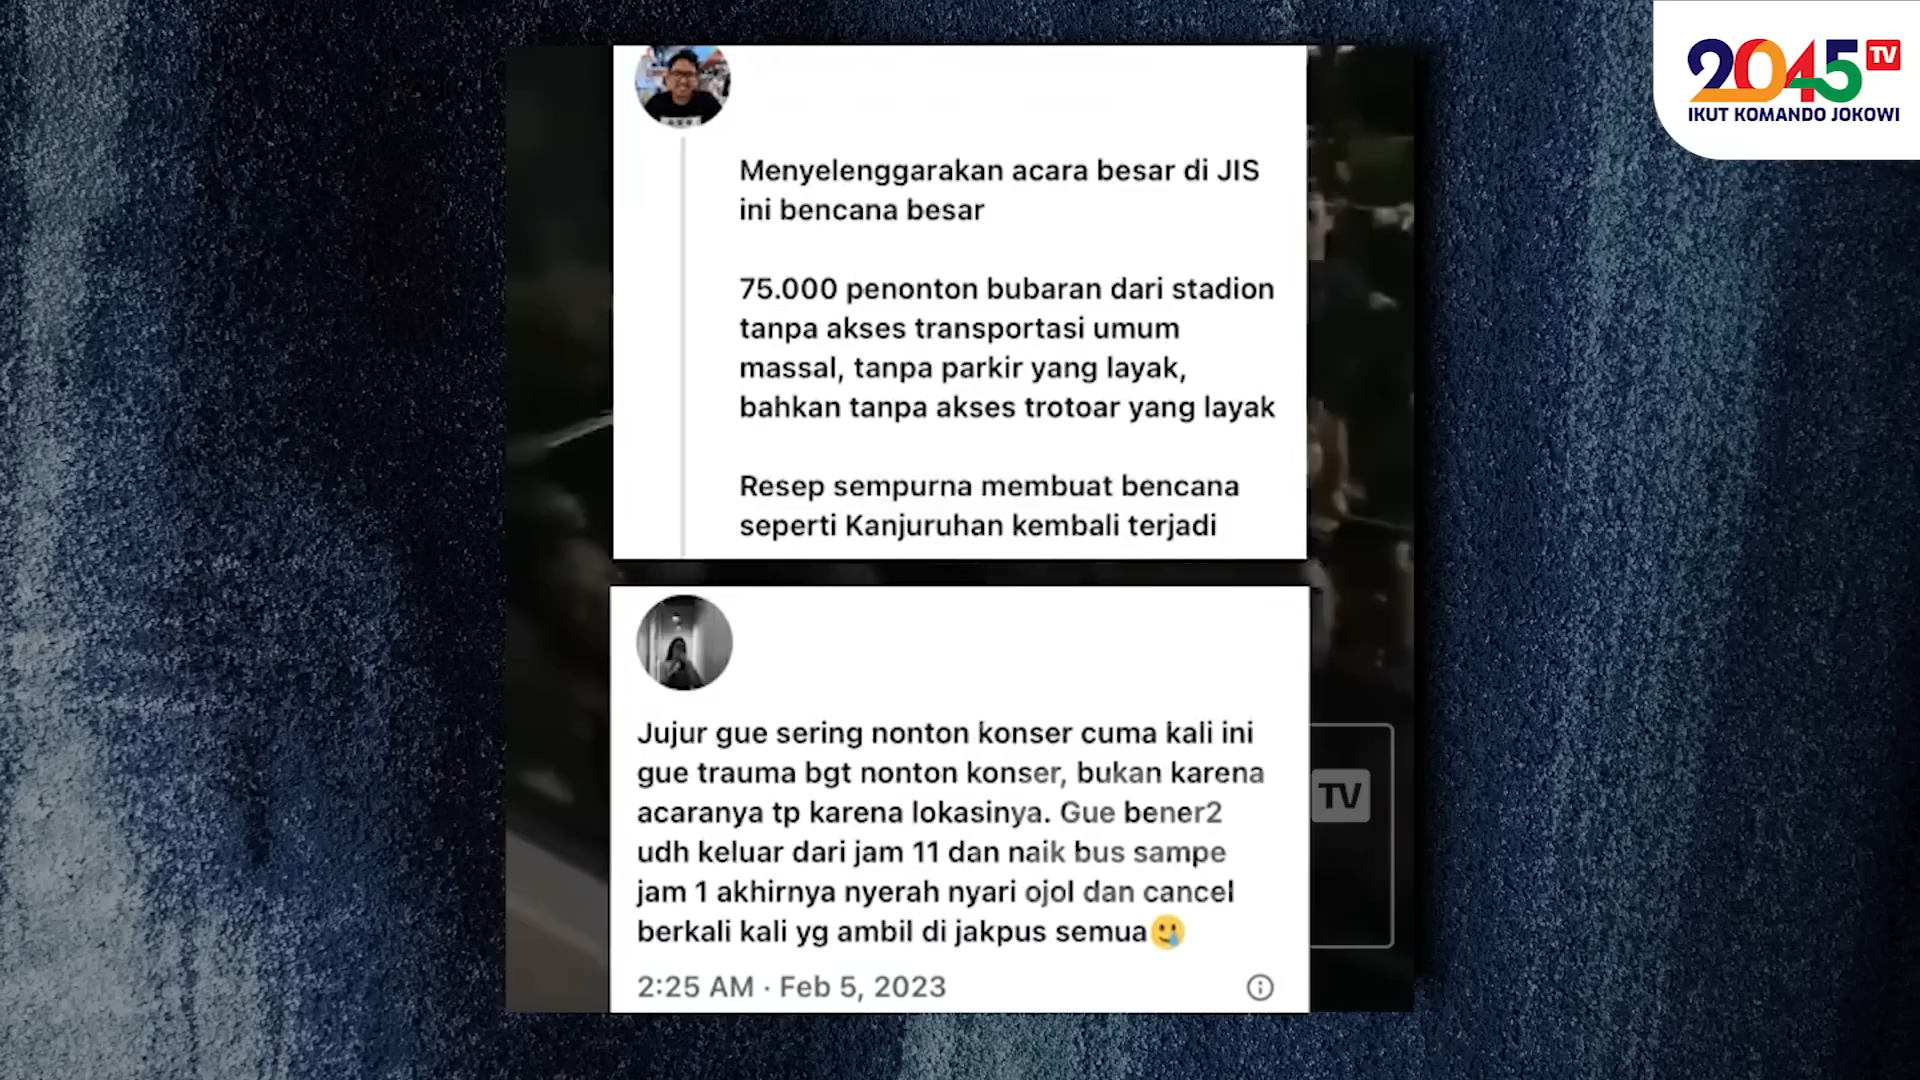 2045 TV
IKUT KOMANDO JOKOWI
Menyelenggarakan acara besar di JIS
ini bencana besar
75.000 penonton bubaran dari stadion
tanpa akses transportasi umum
massal, tanpa parkir yang layak,
bahkan tanpa akses trotoar yang layak
Resep sempurna membuat bencana
seperti Kanjuruhan kembali terjadi
Jujur gue sering nonton konser cuma kali ini
gue trauma bgt nonton konser, bukan karena
acaranya tp karena lokasinya. Gue bener2
udh keluar dari jam 11 dan naik bus sampe
jam 1 akhirnya nyerah nyari ojol dan cancel
berkali kali yg ambil di jakpus semua🥲
2:25 AM · Feb 5, 2023
TV